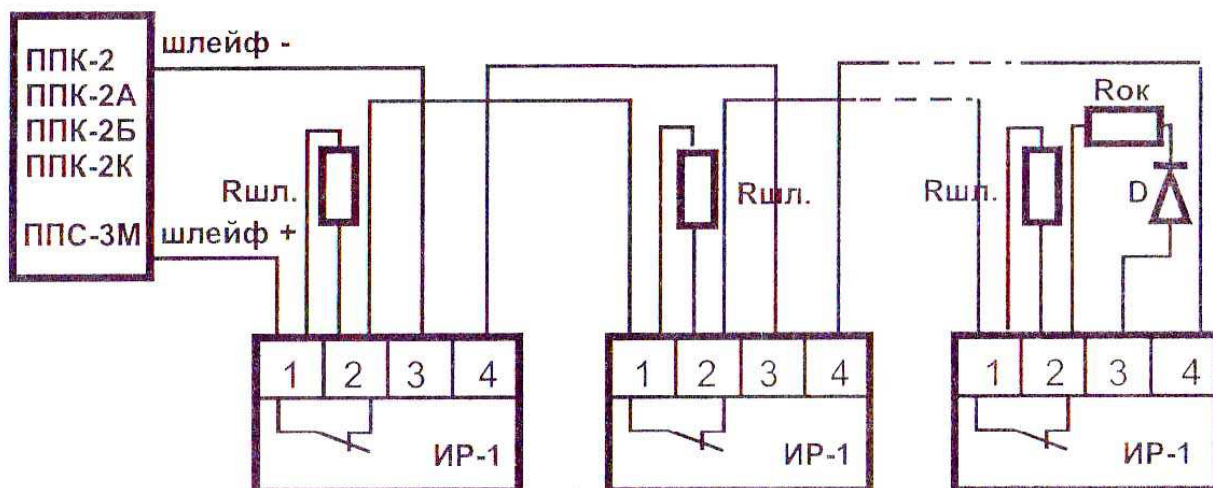 ППК-2
ППК-2А
ППК-2Б
ППК-2К
ППС-3М
шлейф -
шлейф +
Rшл.
Rшл.
Rшл.
Rок
D
1 2 3 4
ИР-1
1 2 3 4
ИР-1
1 2 3 4
ИР-1